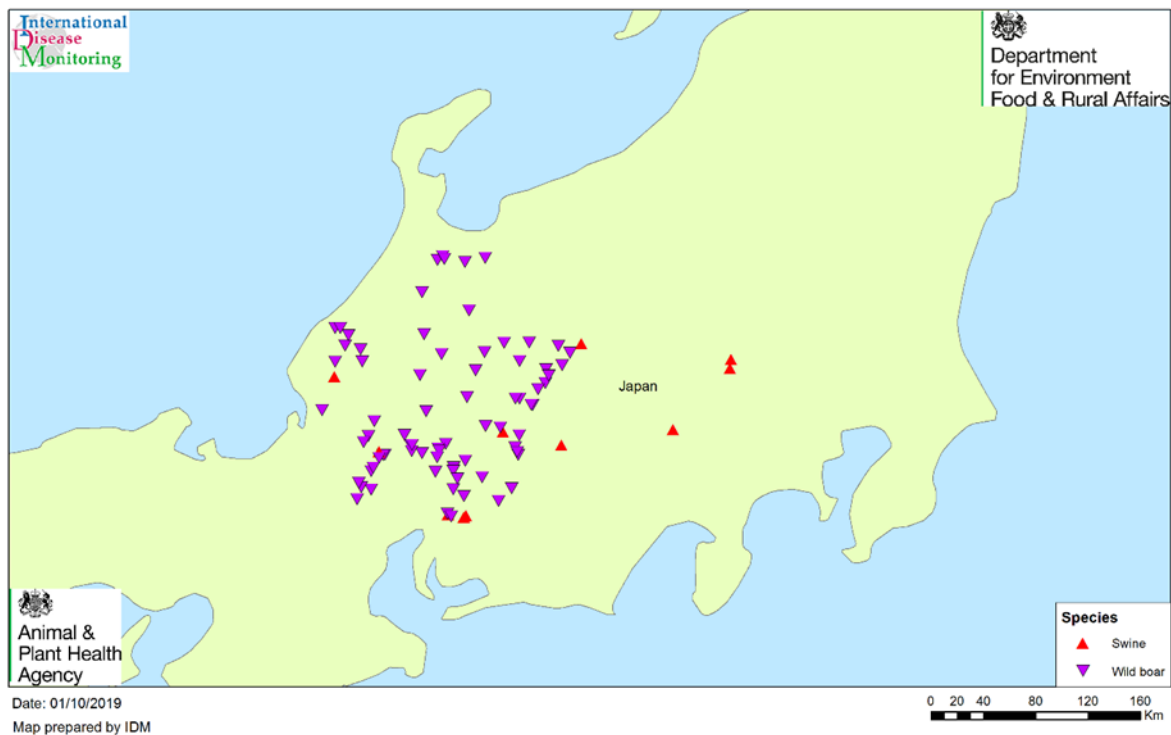 International
Disease
Monitoring
Department
for Environment
Food & Rural Affairs
Japan
Animal &
Plant Health
Agency
Species
Swine
Wild boar
Date: 01/10/2019
Map prepared by IDM
0 20 40 80 120 160
Km